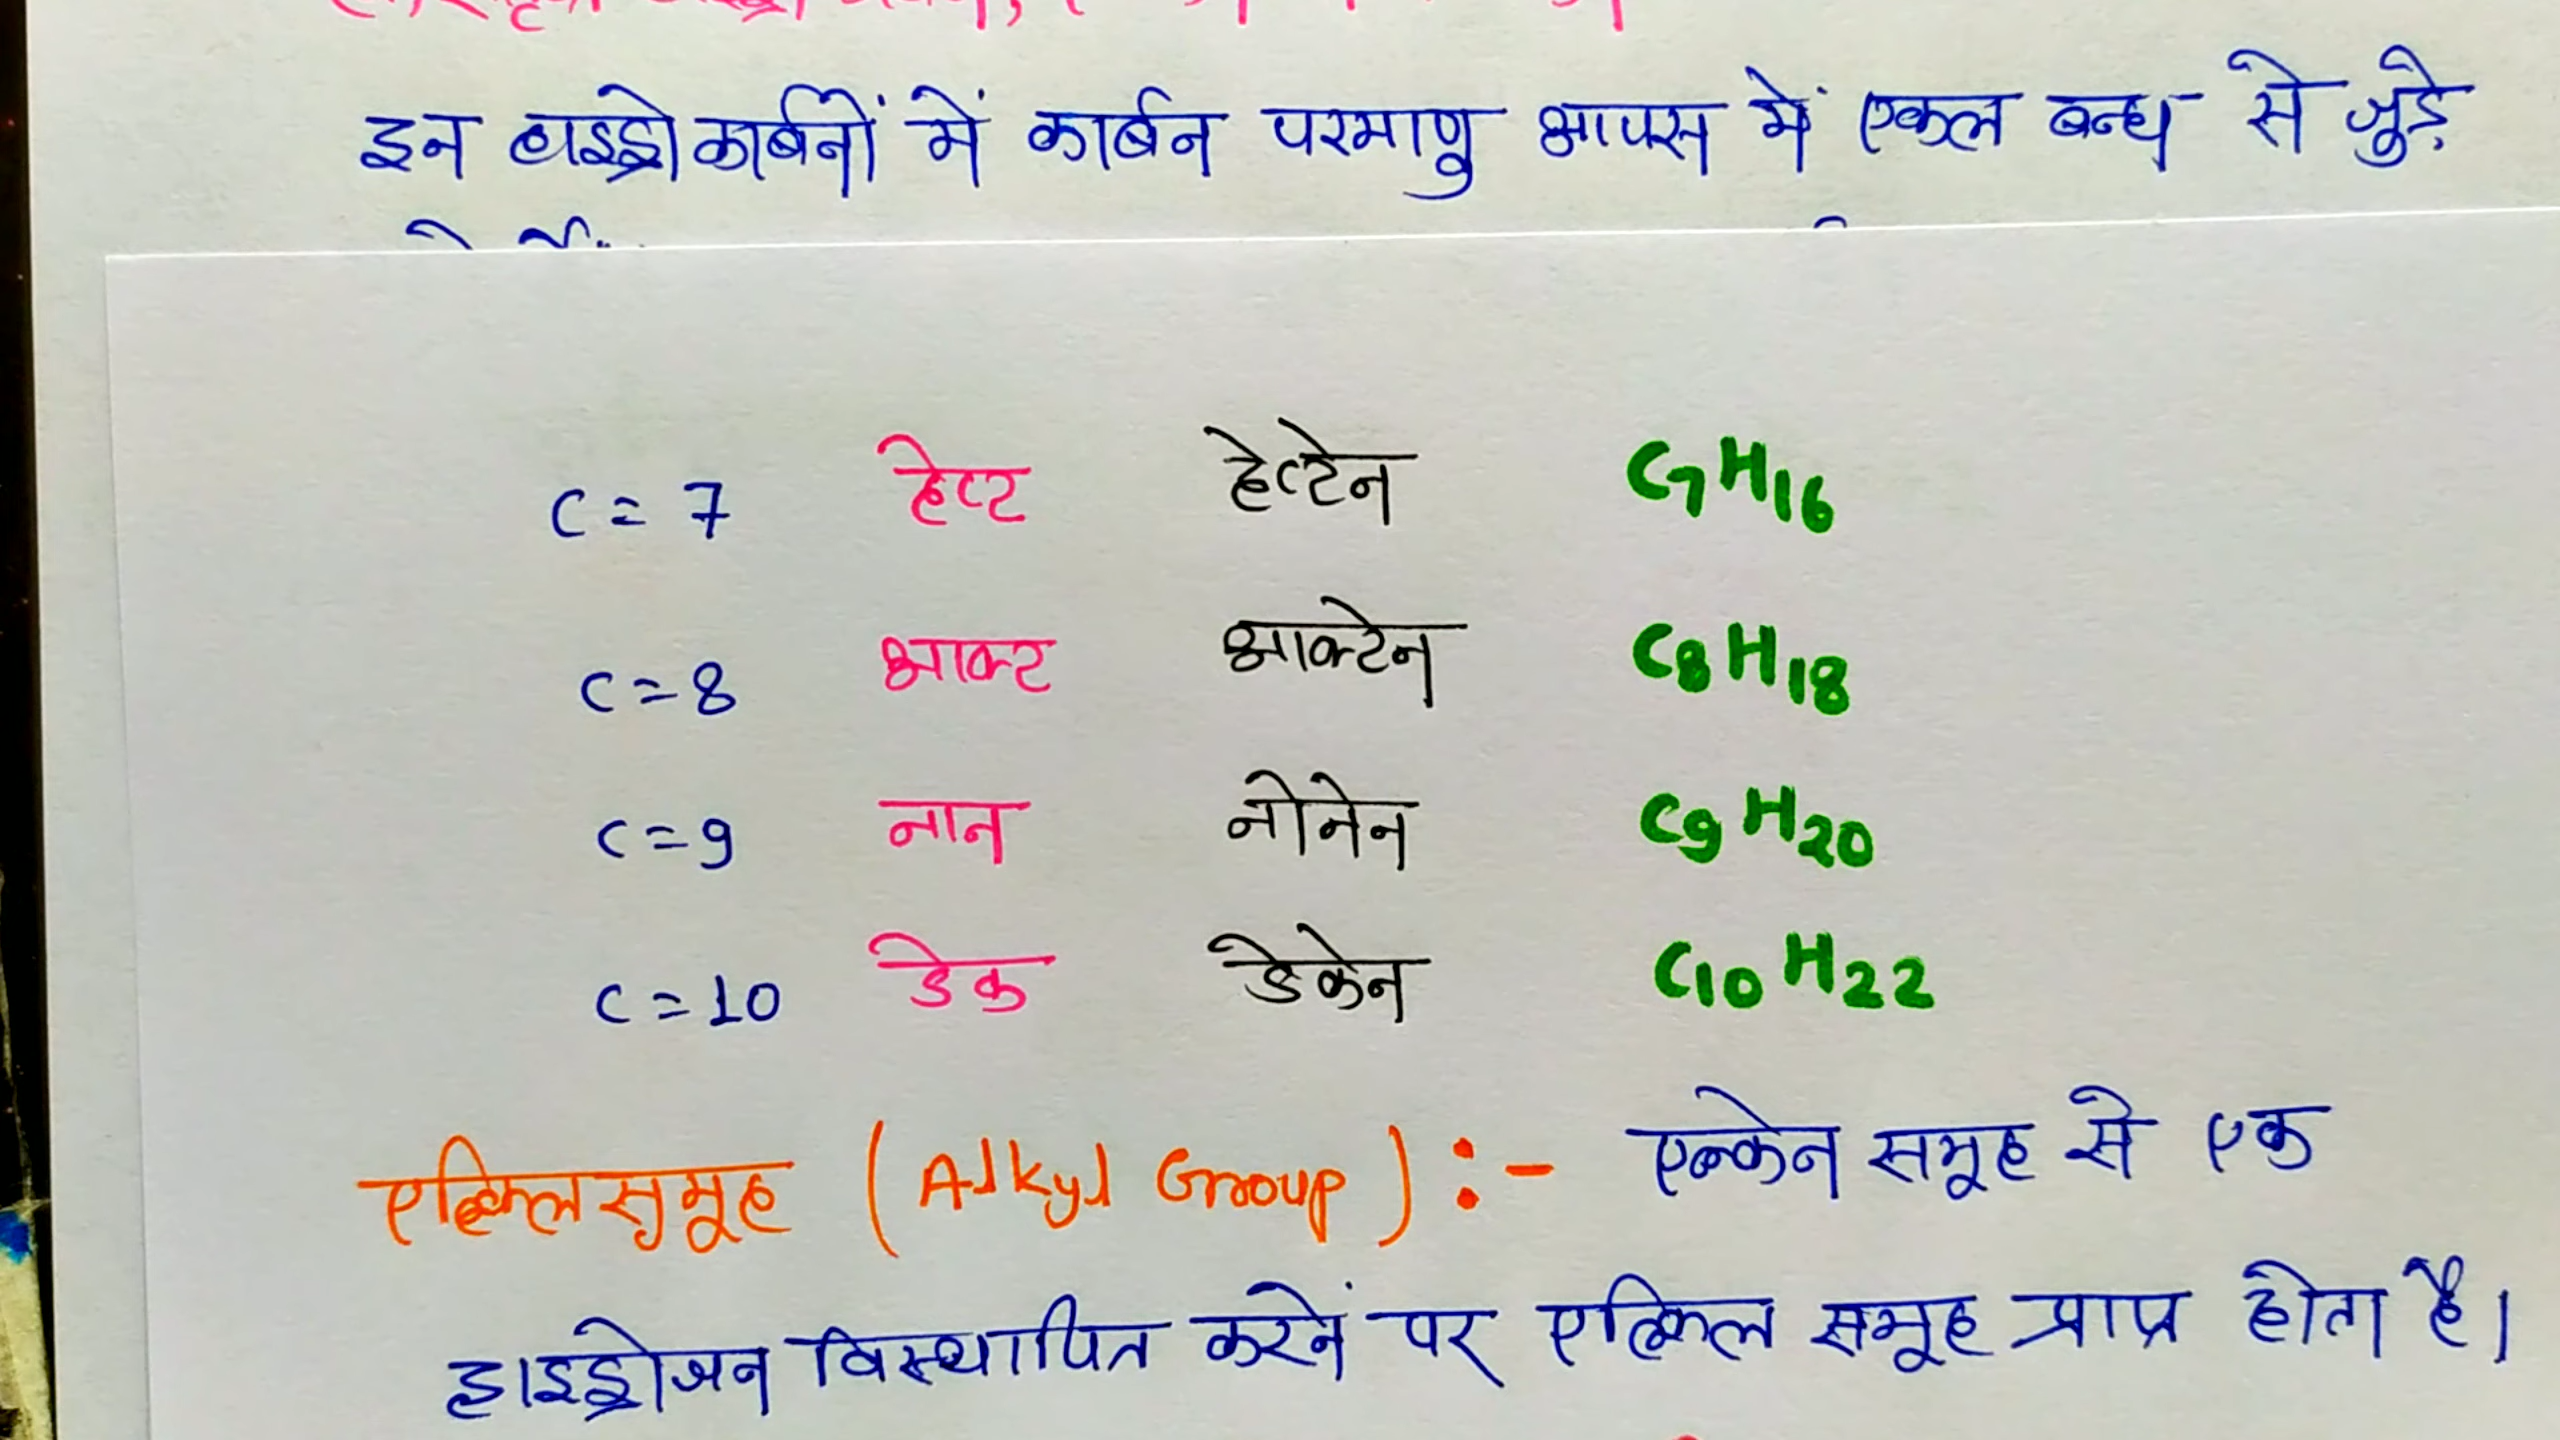 इन हाइड्रोकार्बनों में कार्बन परमाणु आपस में एकल बन्ध से जुड़े
C = 7 हेप्ट हेप्टेन C7H16
C = 8 आक्ट आक्टेन C8H18
C = 9 नान नोनेन C9H20
C = 10 डेक डेकेन C10H22
एल्किल समूह (Alkyl Group) :- एल्केन समूह से एक
हाइड्रोजन विस्थापित करनें पर एल्किल समूह प्राप्त होता है।